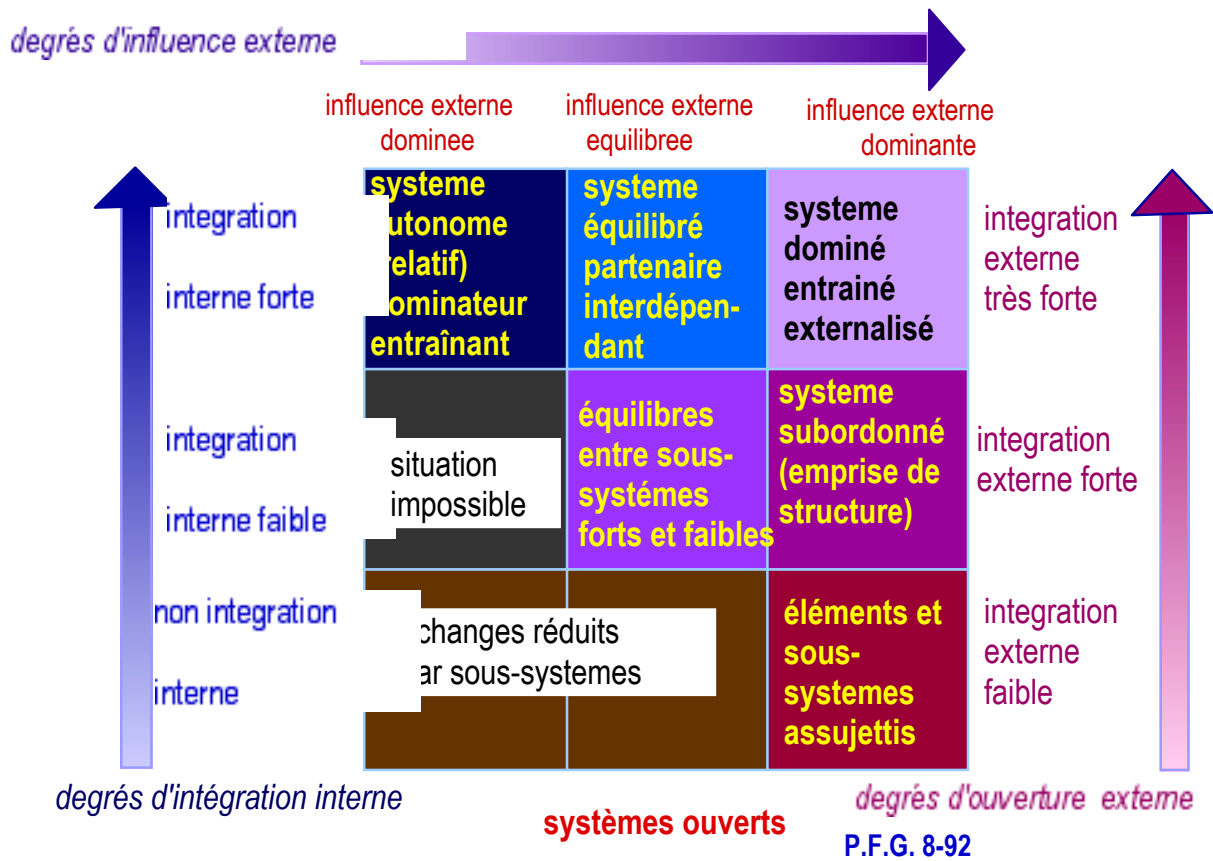 degrés d'influence externe
influence externe
dominee
influence externe
equilibrée
influence externe
dominante
integration
interne forte
systeme
utonome
relatif)
ominateur
entraînant
systeme
équilibré
partenaire
interdépen-
dant
systeme
dominé
entrainé
externalisé
integration
externe
très forte
integration
interne faible
situation
impossible
équilibres
entre sous-
systémes
forts et faibles
systeme
subordonné
(emprise de
structure)
integration
externe forte
non integration
interne
changes réduits
ar sous-systemes
éléments et
sous-
systemes
assujettis
integration
externe
faible
degrés d'intégration interne
degrés d'ouverture externe
systèmes ouverts
P.F.G. 8-92